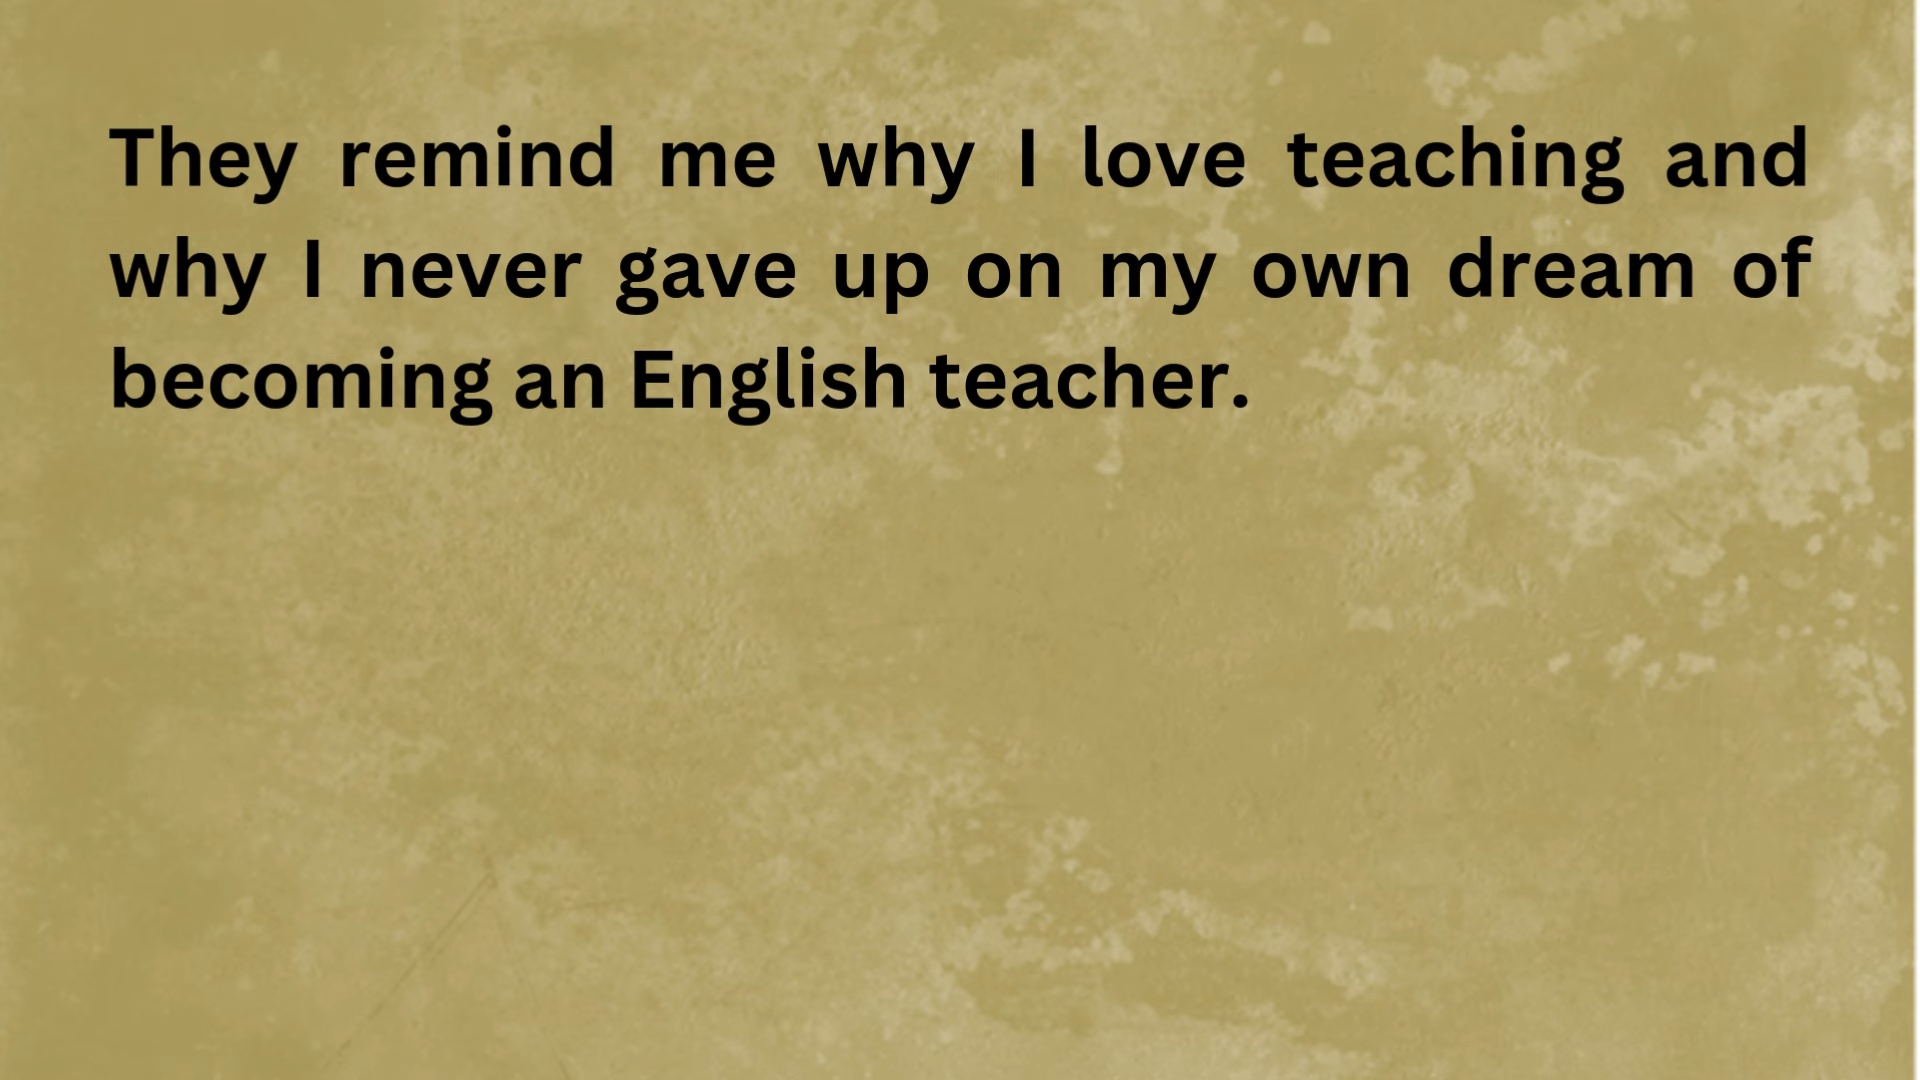 They remind me why I love teaching and
why I never gave up on my own dream of
becoming an English teacher.